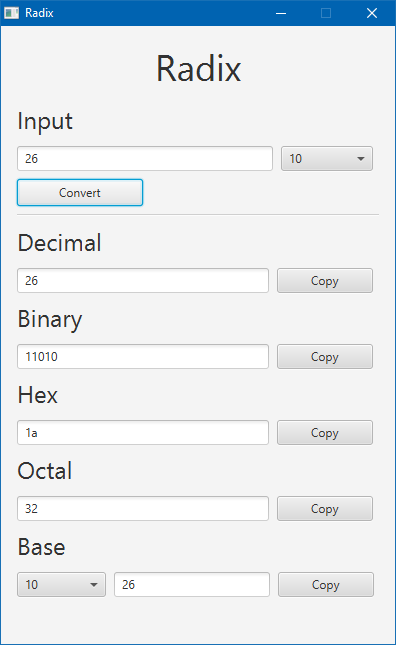 Radix
Radix
Input
26 10
Convert
Decimal
26 Copy
Binary
11010 Copy
Hex
1a Copy
Octal
32 Copy
Base
10 26 Copy